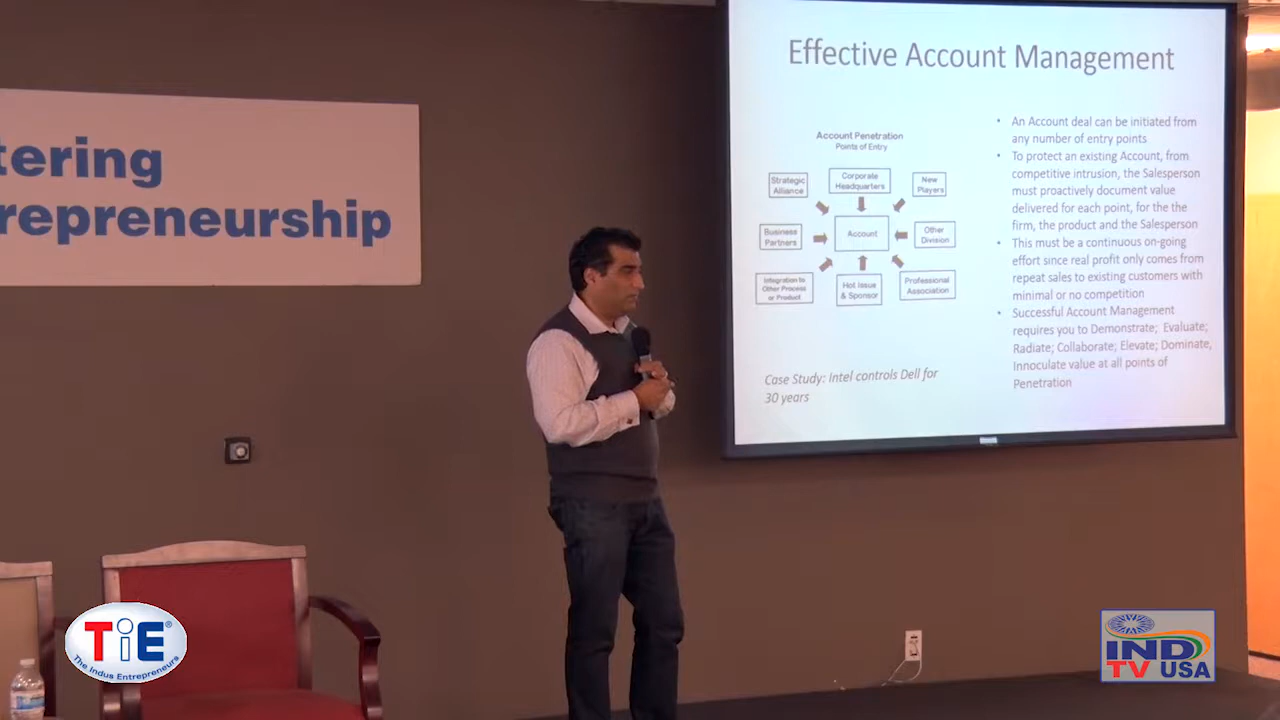 tering
repreneurship
Effective Account Management
Account Penetration
Points of Entry
Strategic
Alliance
Corporate
Headquarters
New
Players
Business
Partners
Account
Other
Division
Integration to
Other Process
or Product
Hot Issue
& Sponsor
Professional
Association
Case Study: Intel controls Dell for
30 years
• An Account deal can be initiated from
any number of entry points
• To protect an existing Account, from
competitive intrusion, the Salesperson
must proactively document value
delivered for each point, for the the
firm, the product and the Salesperson
• This must be a continuous on-going
effort since real profit only comes from
repeat sales to existing customers with
minimal or no competition
• Successful Account Management
requires you to Demonstrate; Evaluate;
Radiate; Collaborate; Elevate; Dominate,
Innoculate value at all points of
Penetration
TiE®
The Indus Entrepreneurs
IND
TV USA